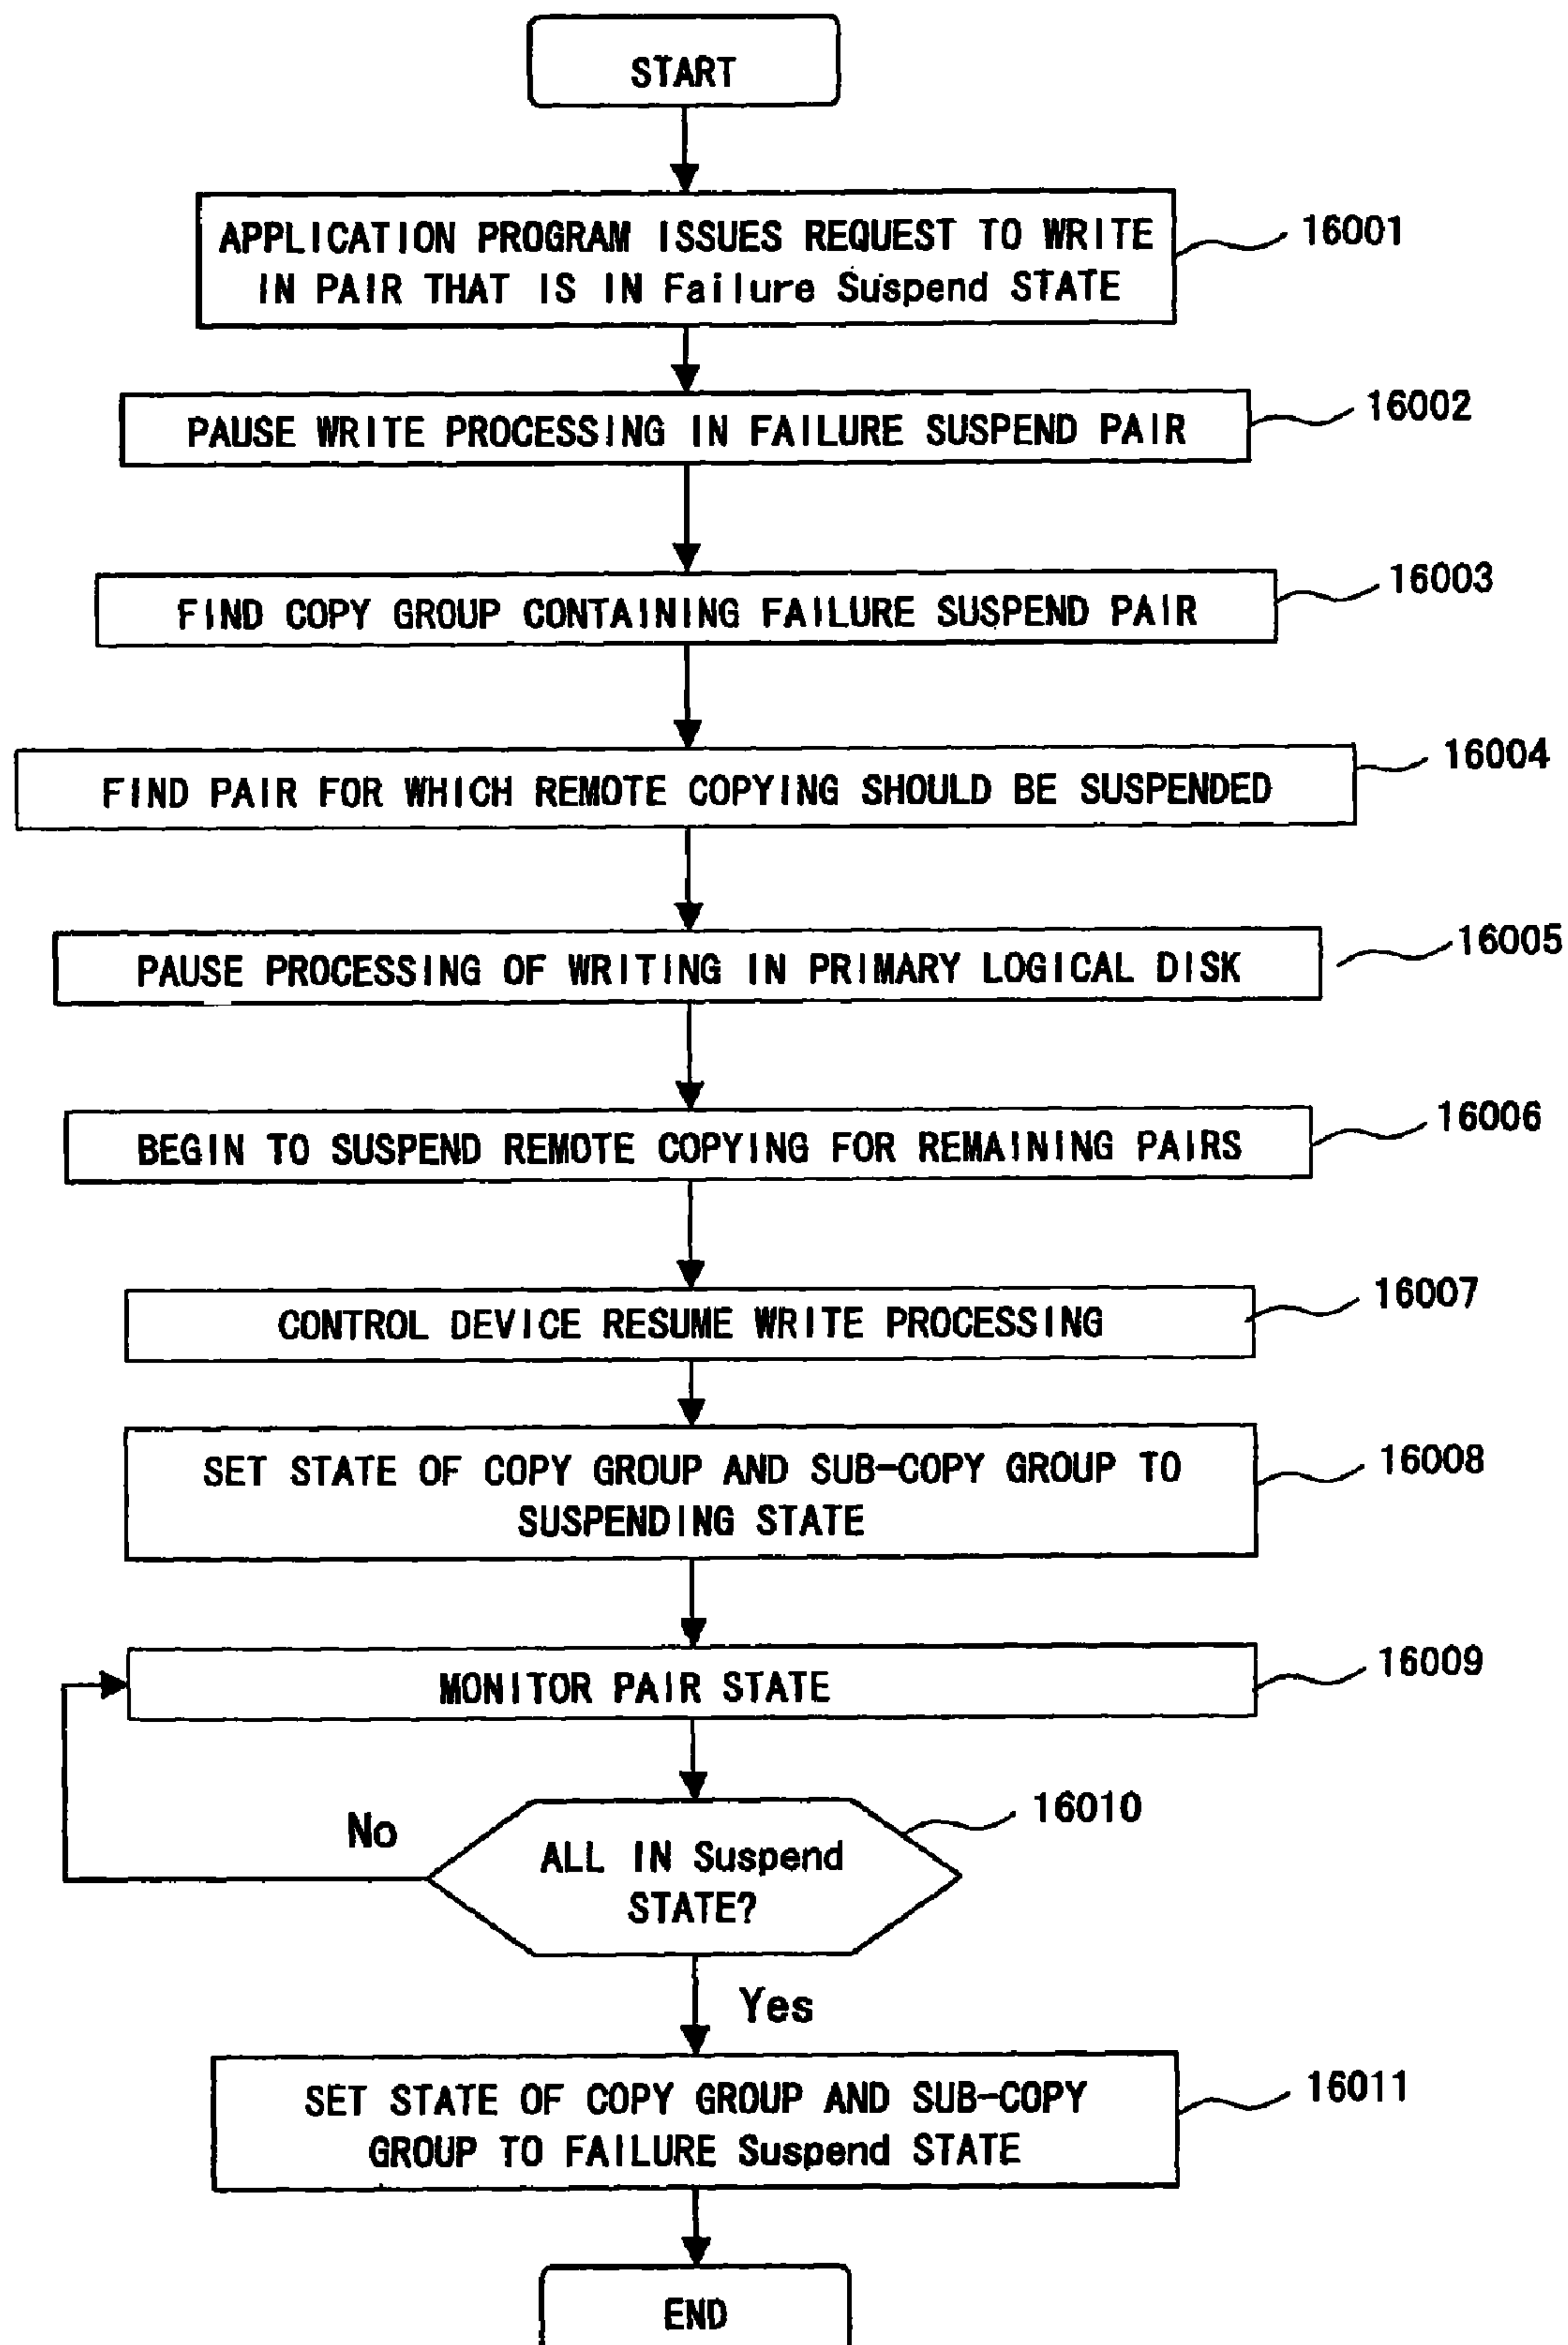 START
APPLICATION PROGRAM ISSUES REQUEST TO WRITE
IN PAIR THAT IS IN Failure Suspend STATE
16001
PAUSE WRITE PROCESSING IN FAILURE SUSPEND PAIR
16002
FIND COPY GROUP CONTAINING FAILURE SUSPEND PAIR
16003
FIND PAIR FOR WHICH REMOTE COPYING SHOULD BE SUSPENDED
16004
PAUSE PROCESSING OF WRITING IN PRIMARY LOGICAL DISK
16005
BEGIN TO SUSPEND REMOTE COPYING FOR REMAINING PAIRS
16006
CONTROL DEVICE RESUME WRITE PROCESSING
16007
SET STATE OF COPY GROUP AND SUB-COPY GROUP TO
SUSPENDING STATE
16008
MONITOR PAIR STATE
16009
ALL IN Suspend
STATE?
16010
No
Yes
SET STATE OF COPY GROUP AND SUB-COPY
GROUP TO FAILURE Suspend STATE
16011
END